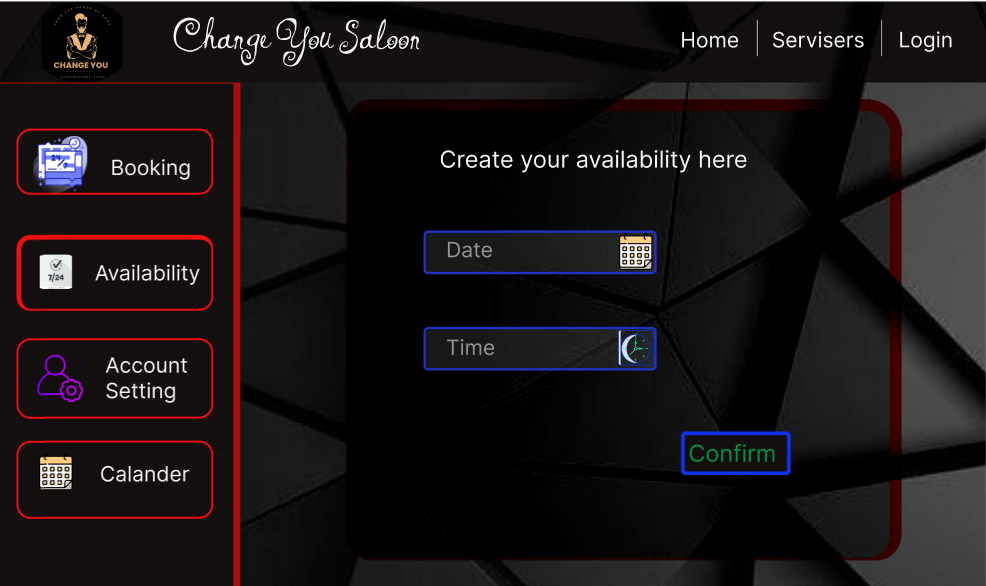 CHANGE YOU
Change You Saloon
Home
Servisers
Login
Booking
7/24
Availability
Account
Setting
Calander
Create your availability here
Date
Time
Confirm